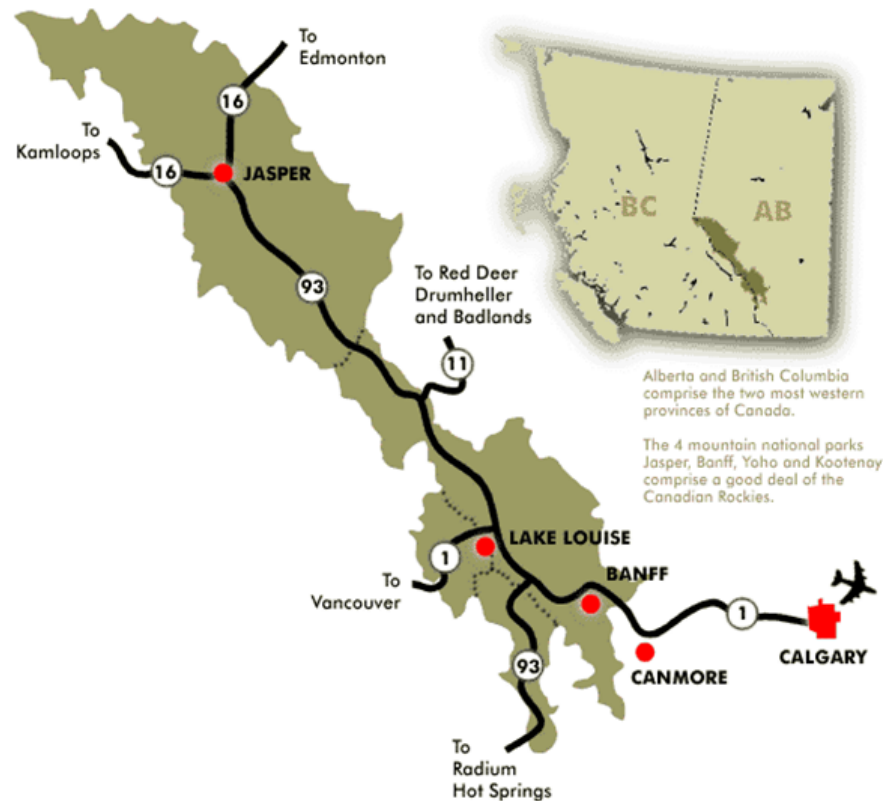 To
Edmonton
16
To
Kamloops
16
JASPER
BC
AB
93
To Red Deer
Drumheller
and Badlands
11
Alberta and British Columbia
comprise the two most western
provinces of Canada.
The 4 mountain national parks
Jasper, Banff, Yoho and Kootenay
comprise a good deal of the
Canadian Rockies.
LAKE LOUISE
1
To
Vancouver
BANFF
1
CALGARY
CANMORE
93
To
Radium
Hot Springs